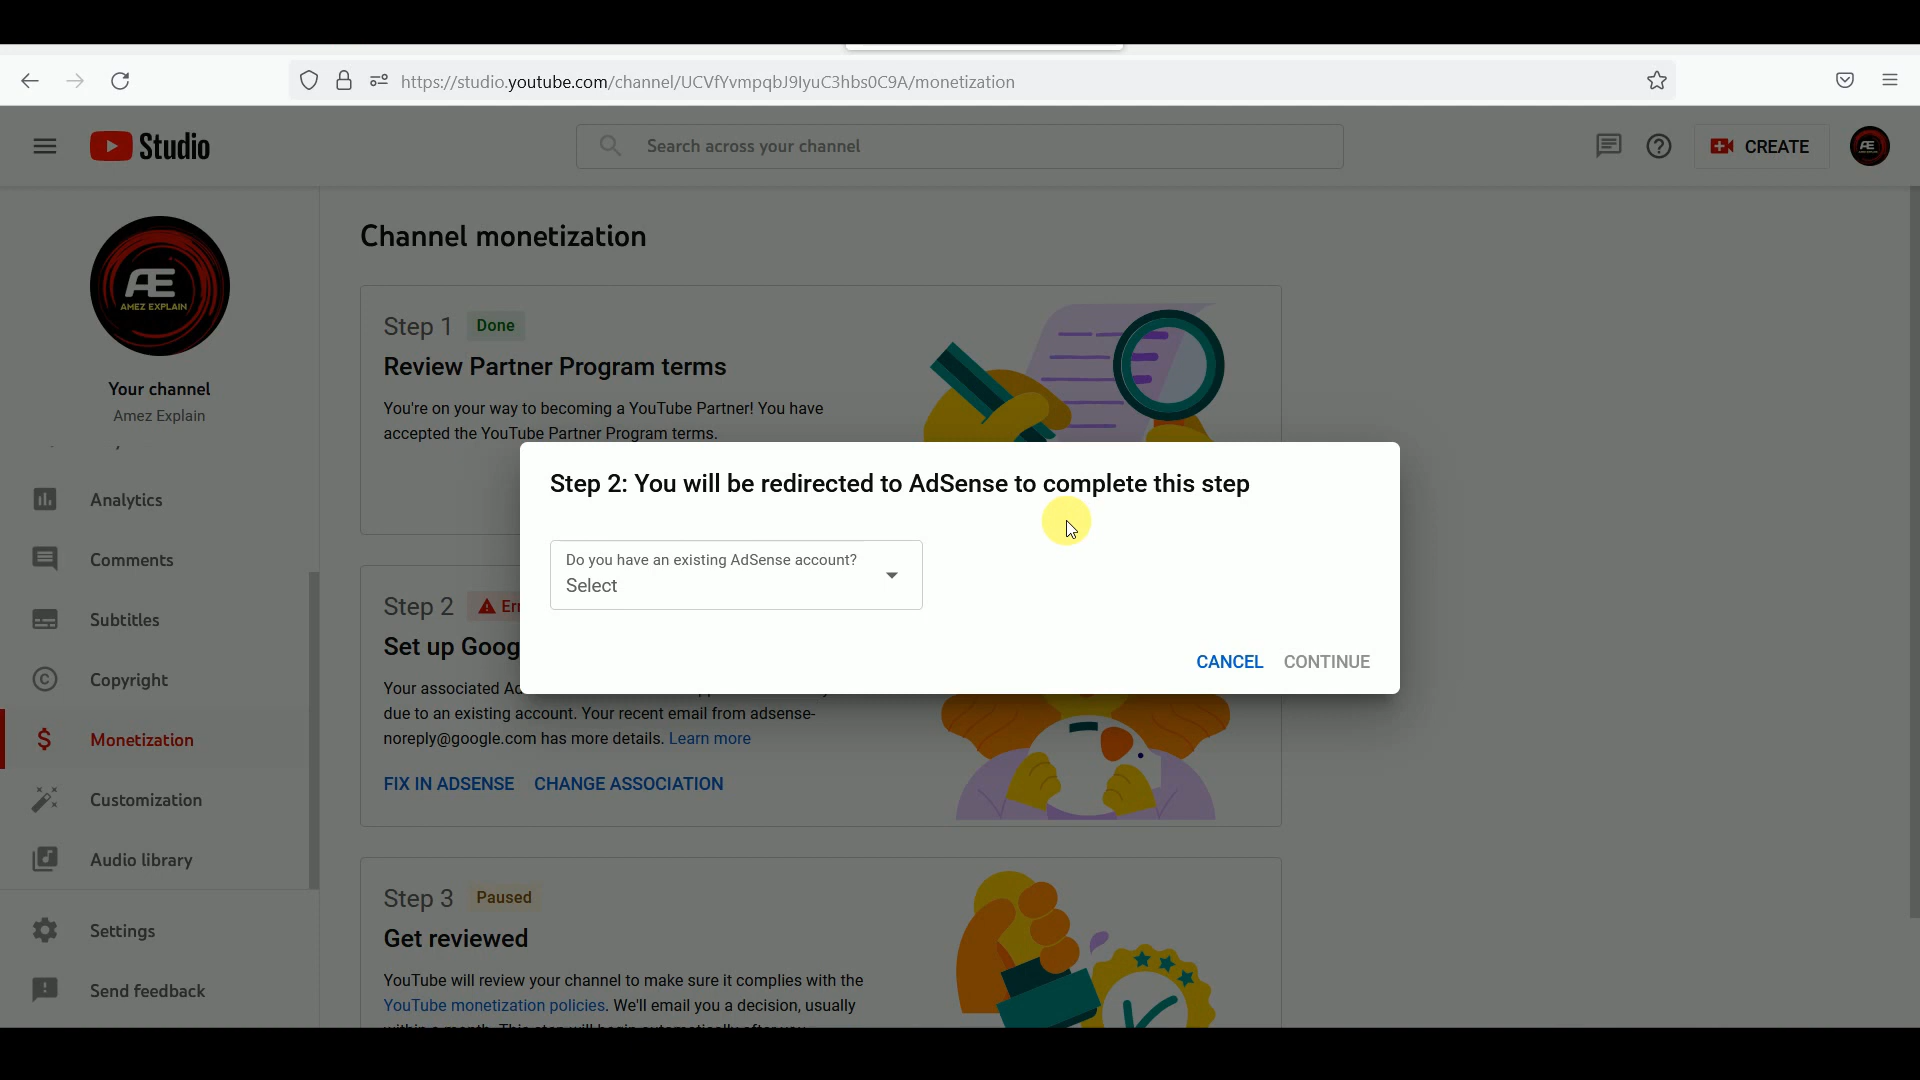 https://studio.youtube.com/channel/UCVfYvmpqbJ9lyuC3hbs0C9A/monetization
Studio
Search across your channel
CREATE
Æ
AMEZ EXPLAIN
Your channel
Amez Explain
Analytics
Comments
Subtitles
Copyright
Monetization
Customization
Audio library
Settings
Send feedback
Channel monetization
Step 1 Done
Review Partner Program terms
You're on your way to becoming a YouTube Partner! You have
accepted the YouTube Partner Program terms.
Step 2: You will be redirected to AdSense to complete this step
Do you have an existing AdSense account?
Select
CANCEL CONTINUE
Step 2
Set up Goog
Your associated
due to an existing account. Your recent email from adsense-
noreply@google.com has more details. Learn more
FIX IN ADSENSE CHANGE ASSOCIATION
Step 3 Paused
Get reviewed
YouTube will review your channel to make sure it complies with the
YouTube monetization policies. We'll email you a decision, usually